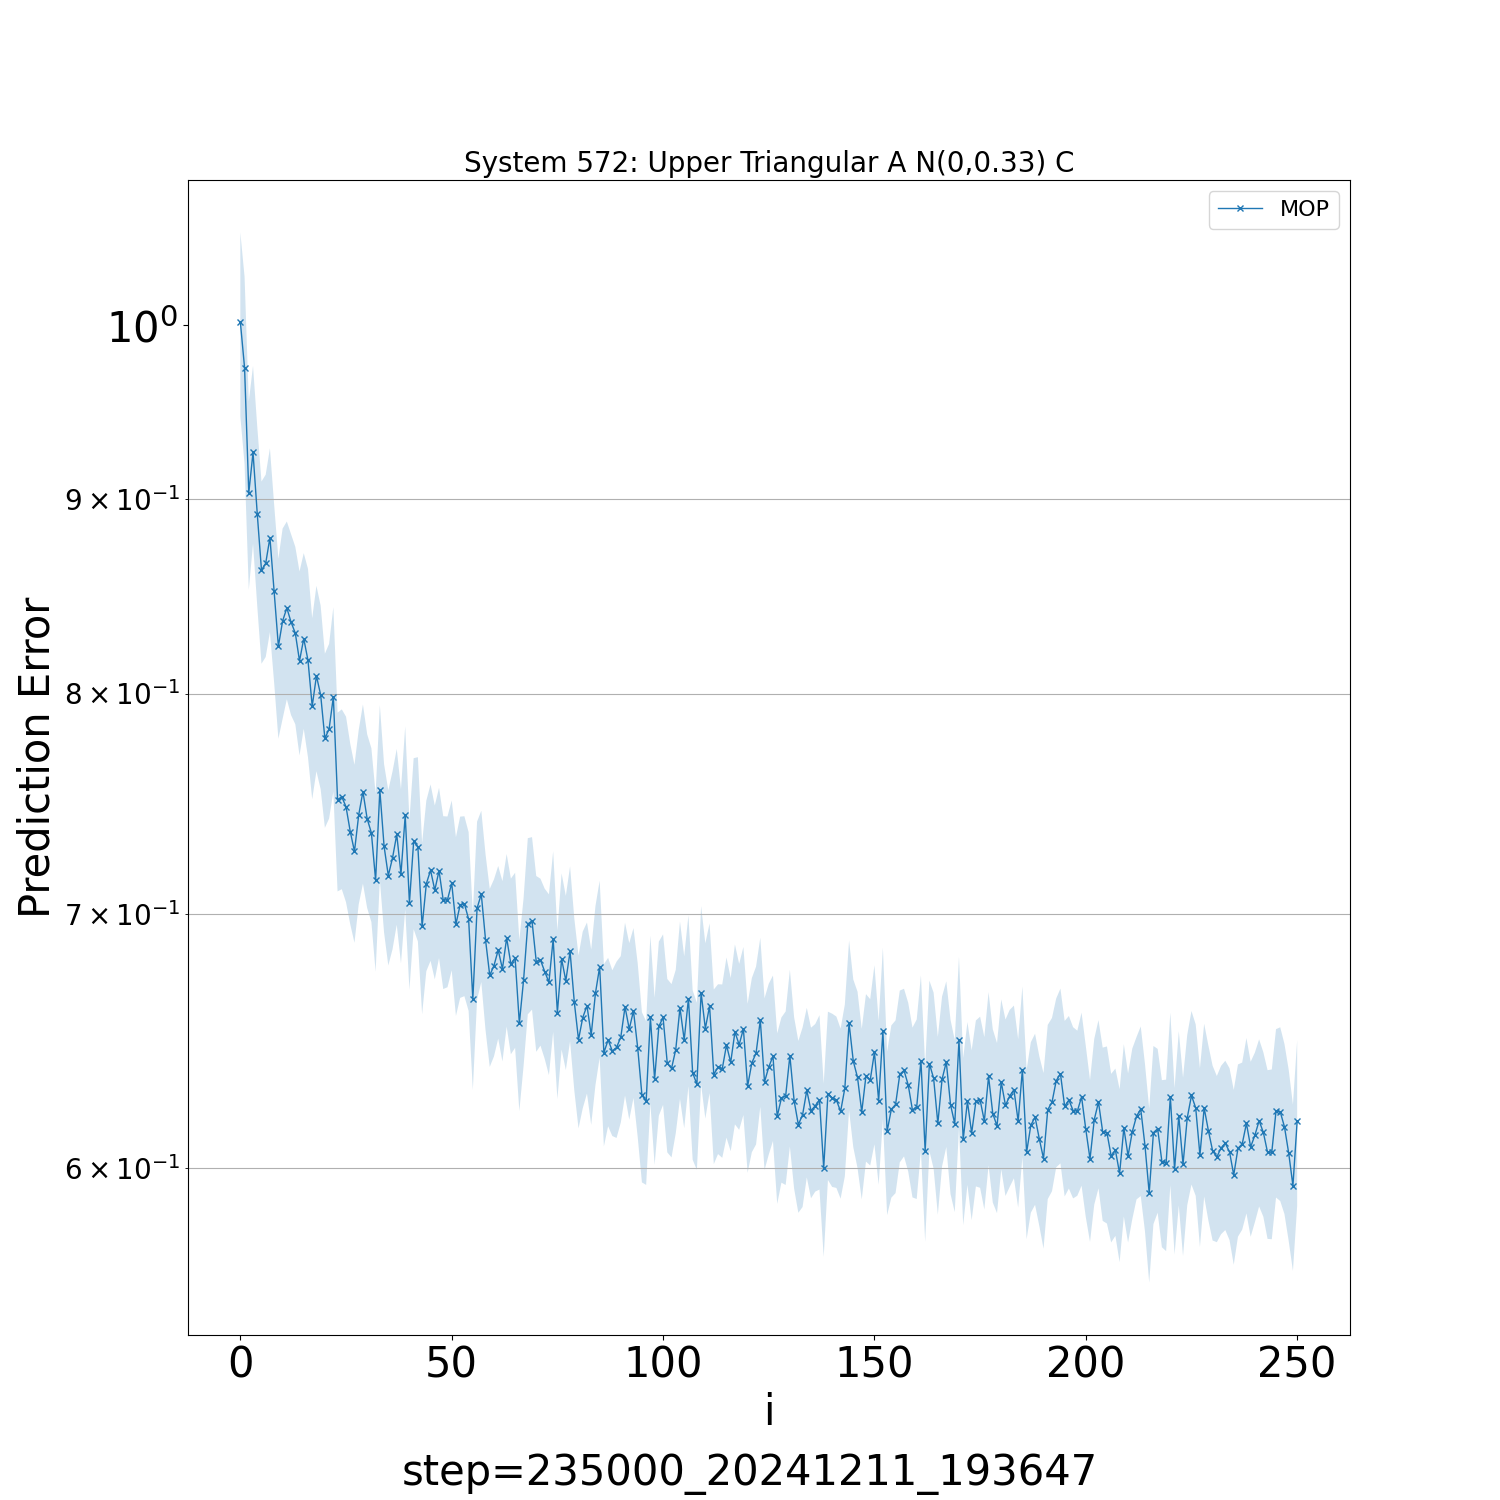 System 572: Upper Triangular A N(0,0.33) C
MOP
10⁰
9 × 10⁻¹
8 × 10⁻¹
7 × 10⁻¹
6 × 10⁻¹
Prediction Error
0 50 100 150 200 250
i
step=235000_20241211_193647